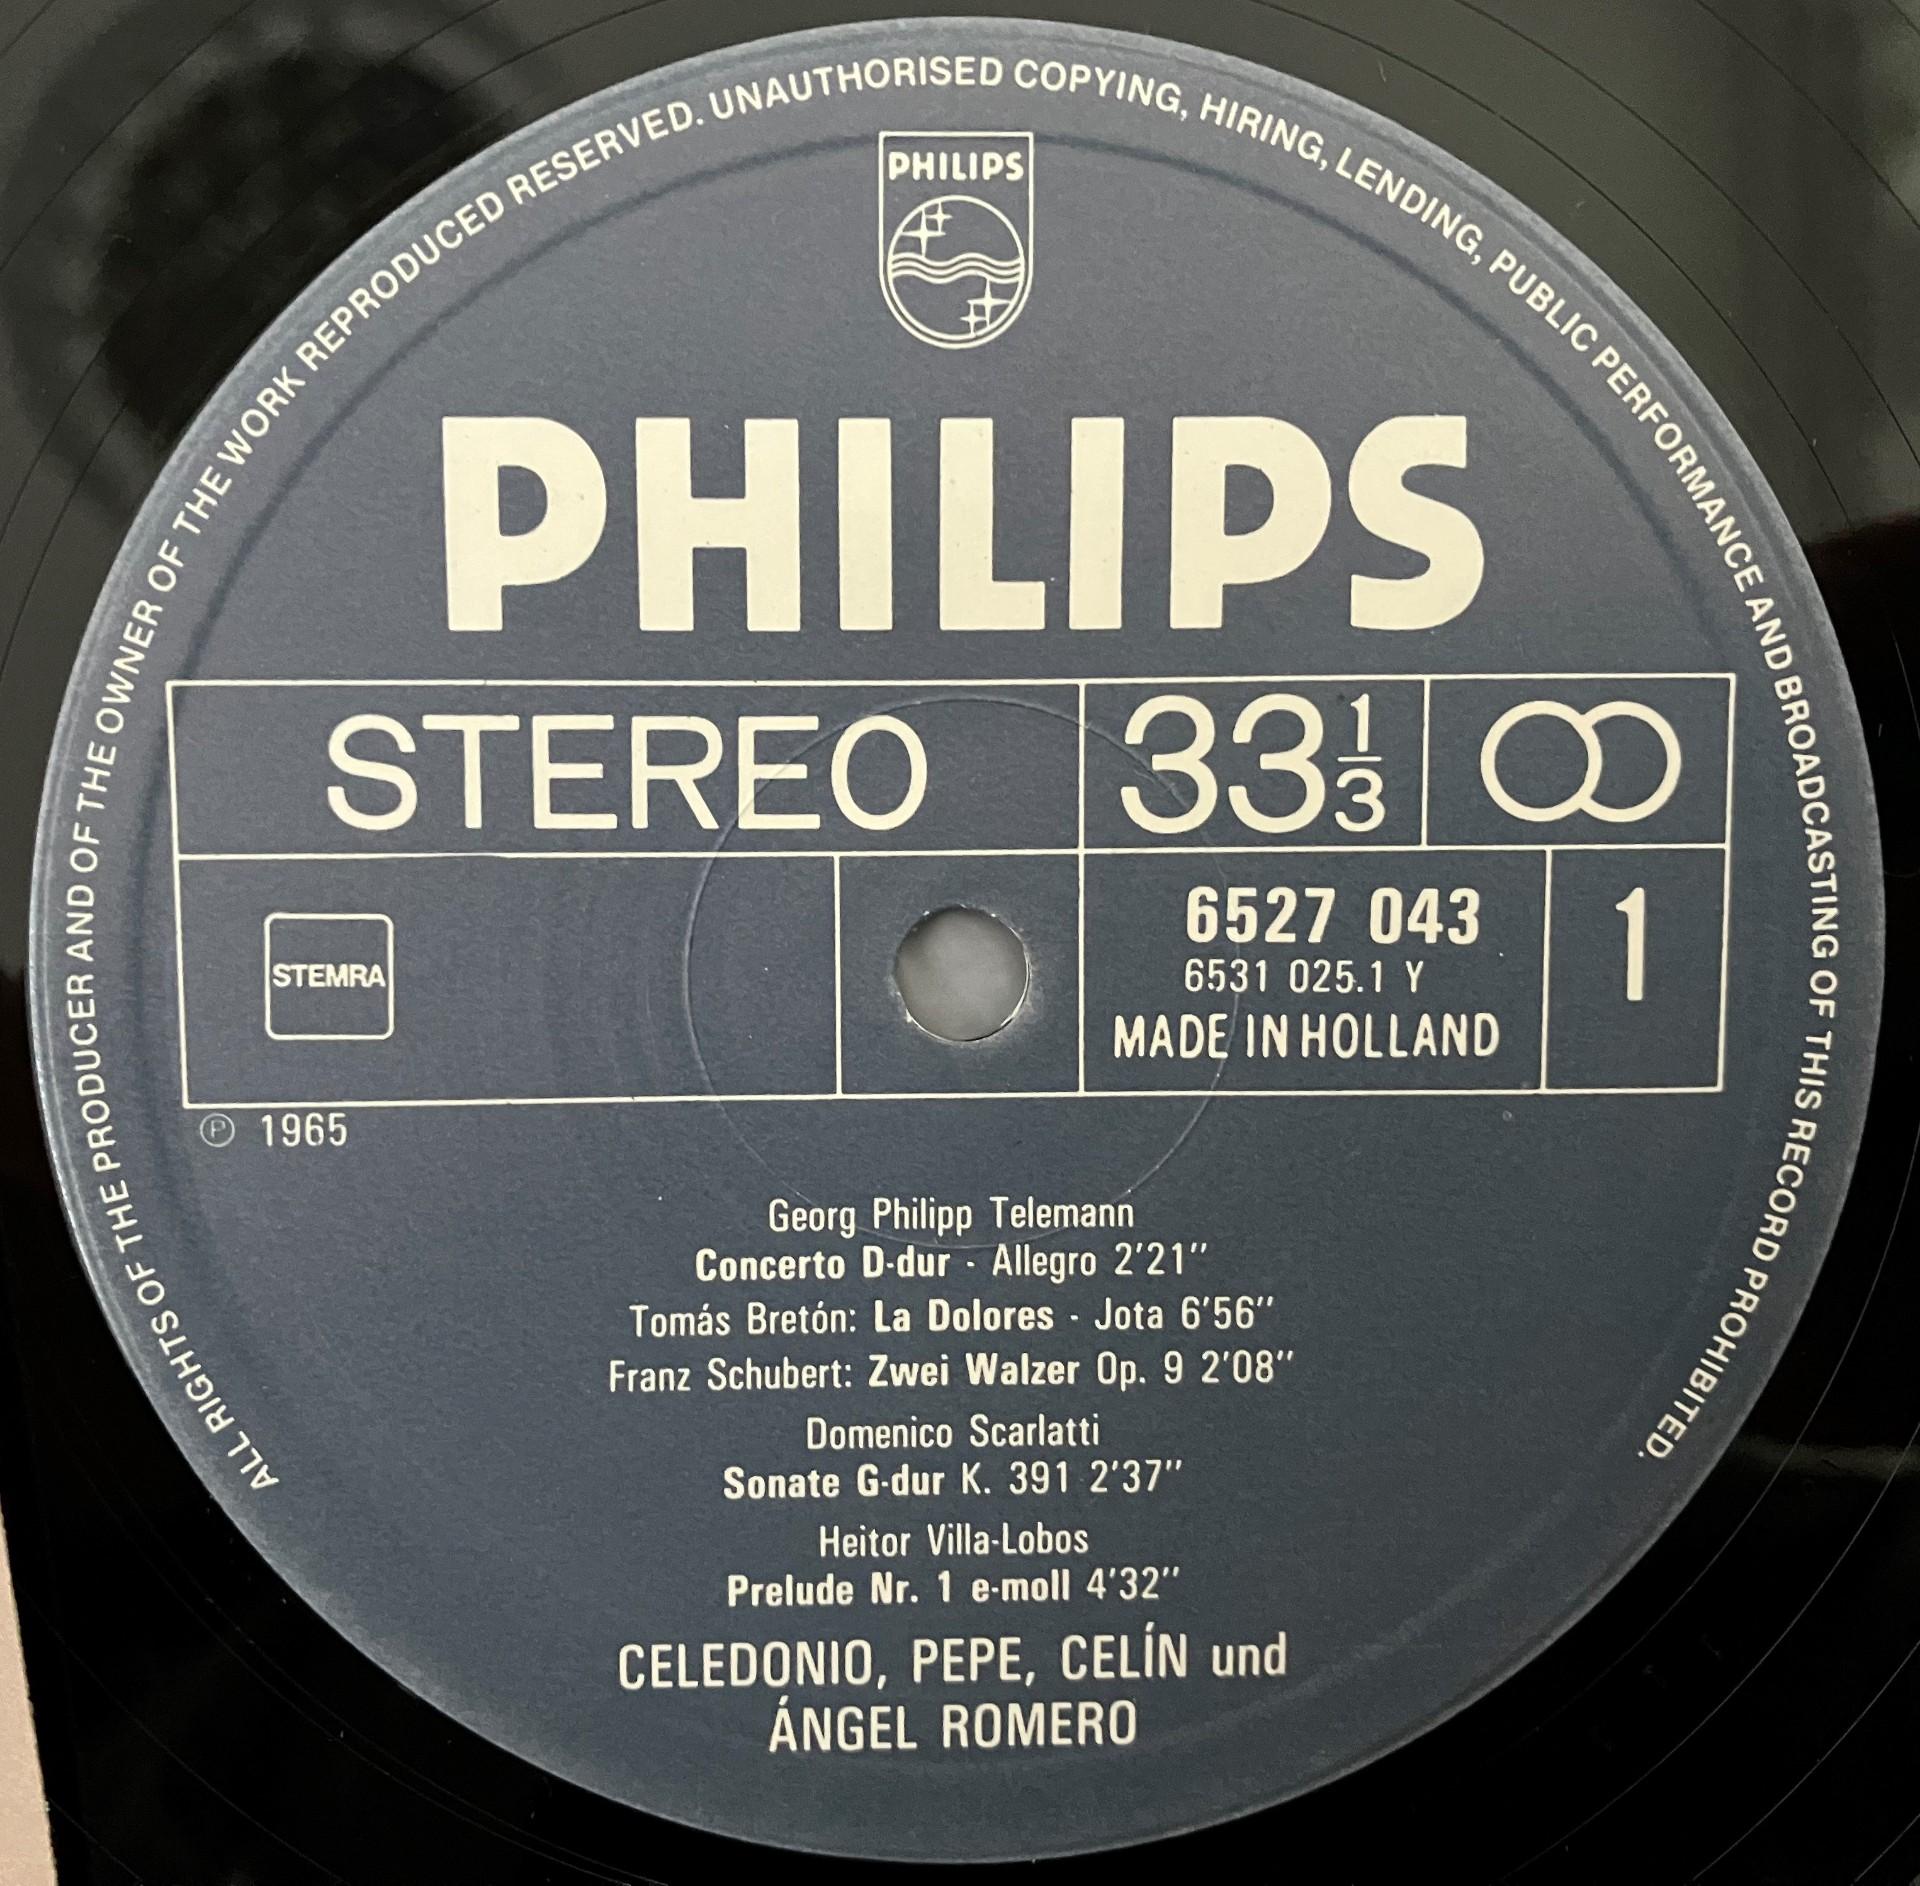 ALL RIGHTS OF THE PRODUCER AND OF THE OWNER OF THE WORK REPRODUCED RESERVED. UNAUTHORISED COPYING, HIRING, LENDING, PUBLIC PERFORMANCE AND BROADCASTING OF THIS RECORD PROHIBITED.
PHILIPS
PHILIPS
STEREO 33 1/3
STEMRA
6527 043 1
6531 025.1 Y
MADE IN HOLLAND
Ⓟ 1965
Georg Philipp Telemann
Concerto D-dur - Allegro 2'21''
Tomás Bretón: La Dolores - Jota 6'56''
Franz Schubert: Zwei Walzer Op. 9 2'08''
Domenico Scarlatti
Sonate G-dur K. 391 2'37''
Heitor Villa-Lobos
Prelude Nr. 1 e-moll 4'32''
CELEDONIO, PEPE, CELÍN und
ÁNGEL ROMERO